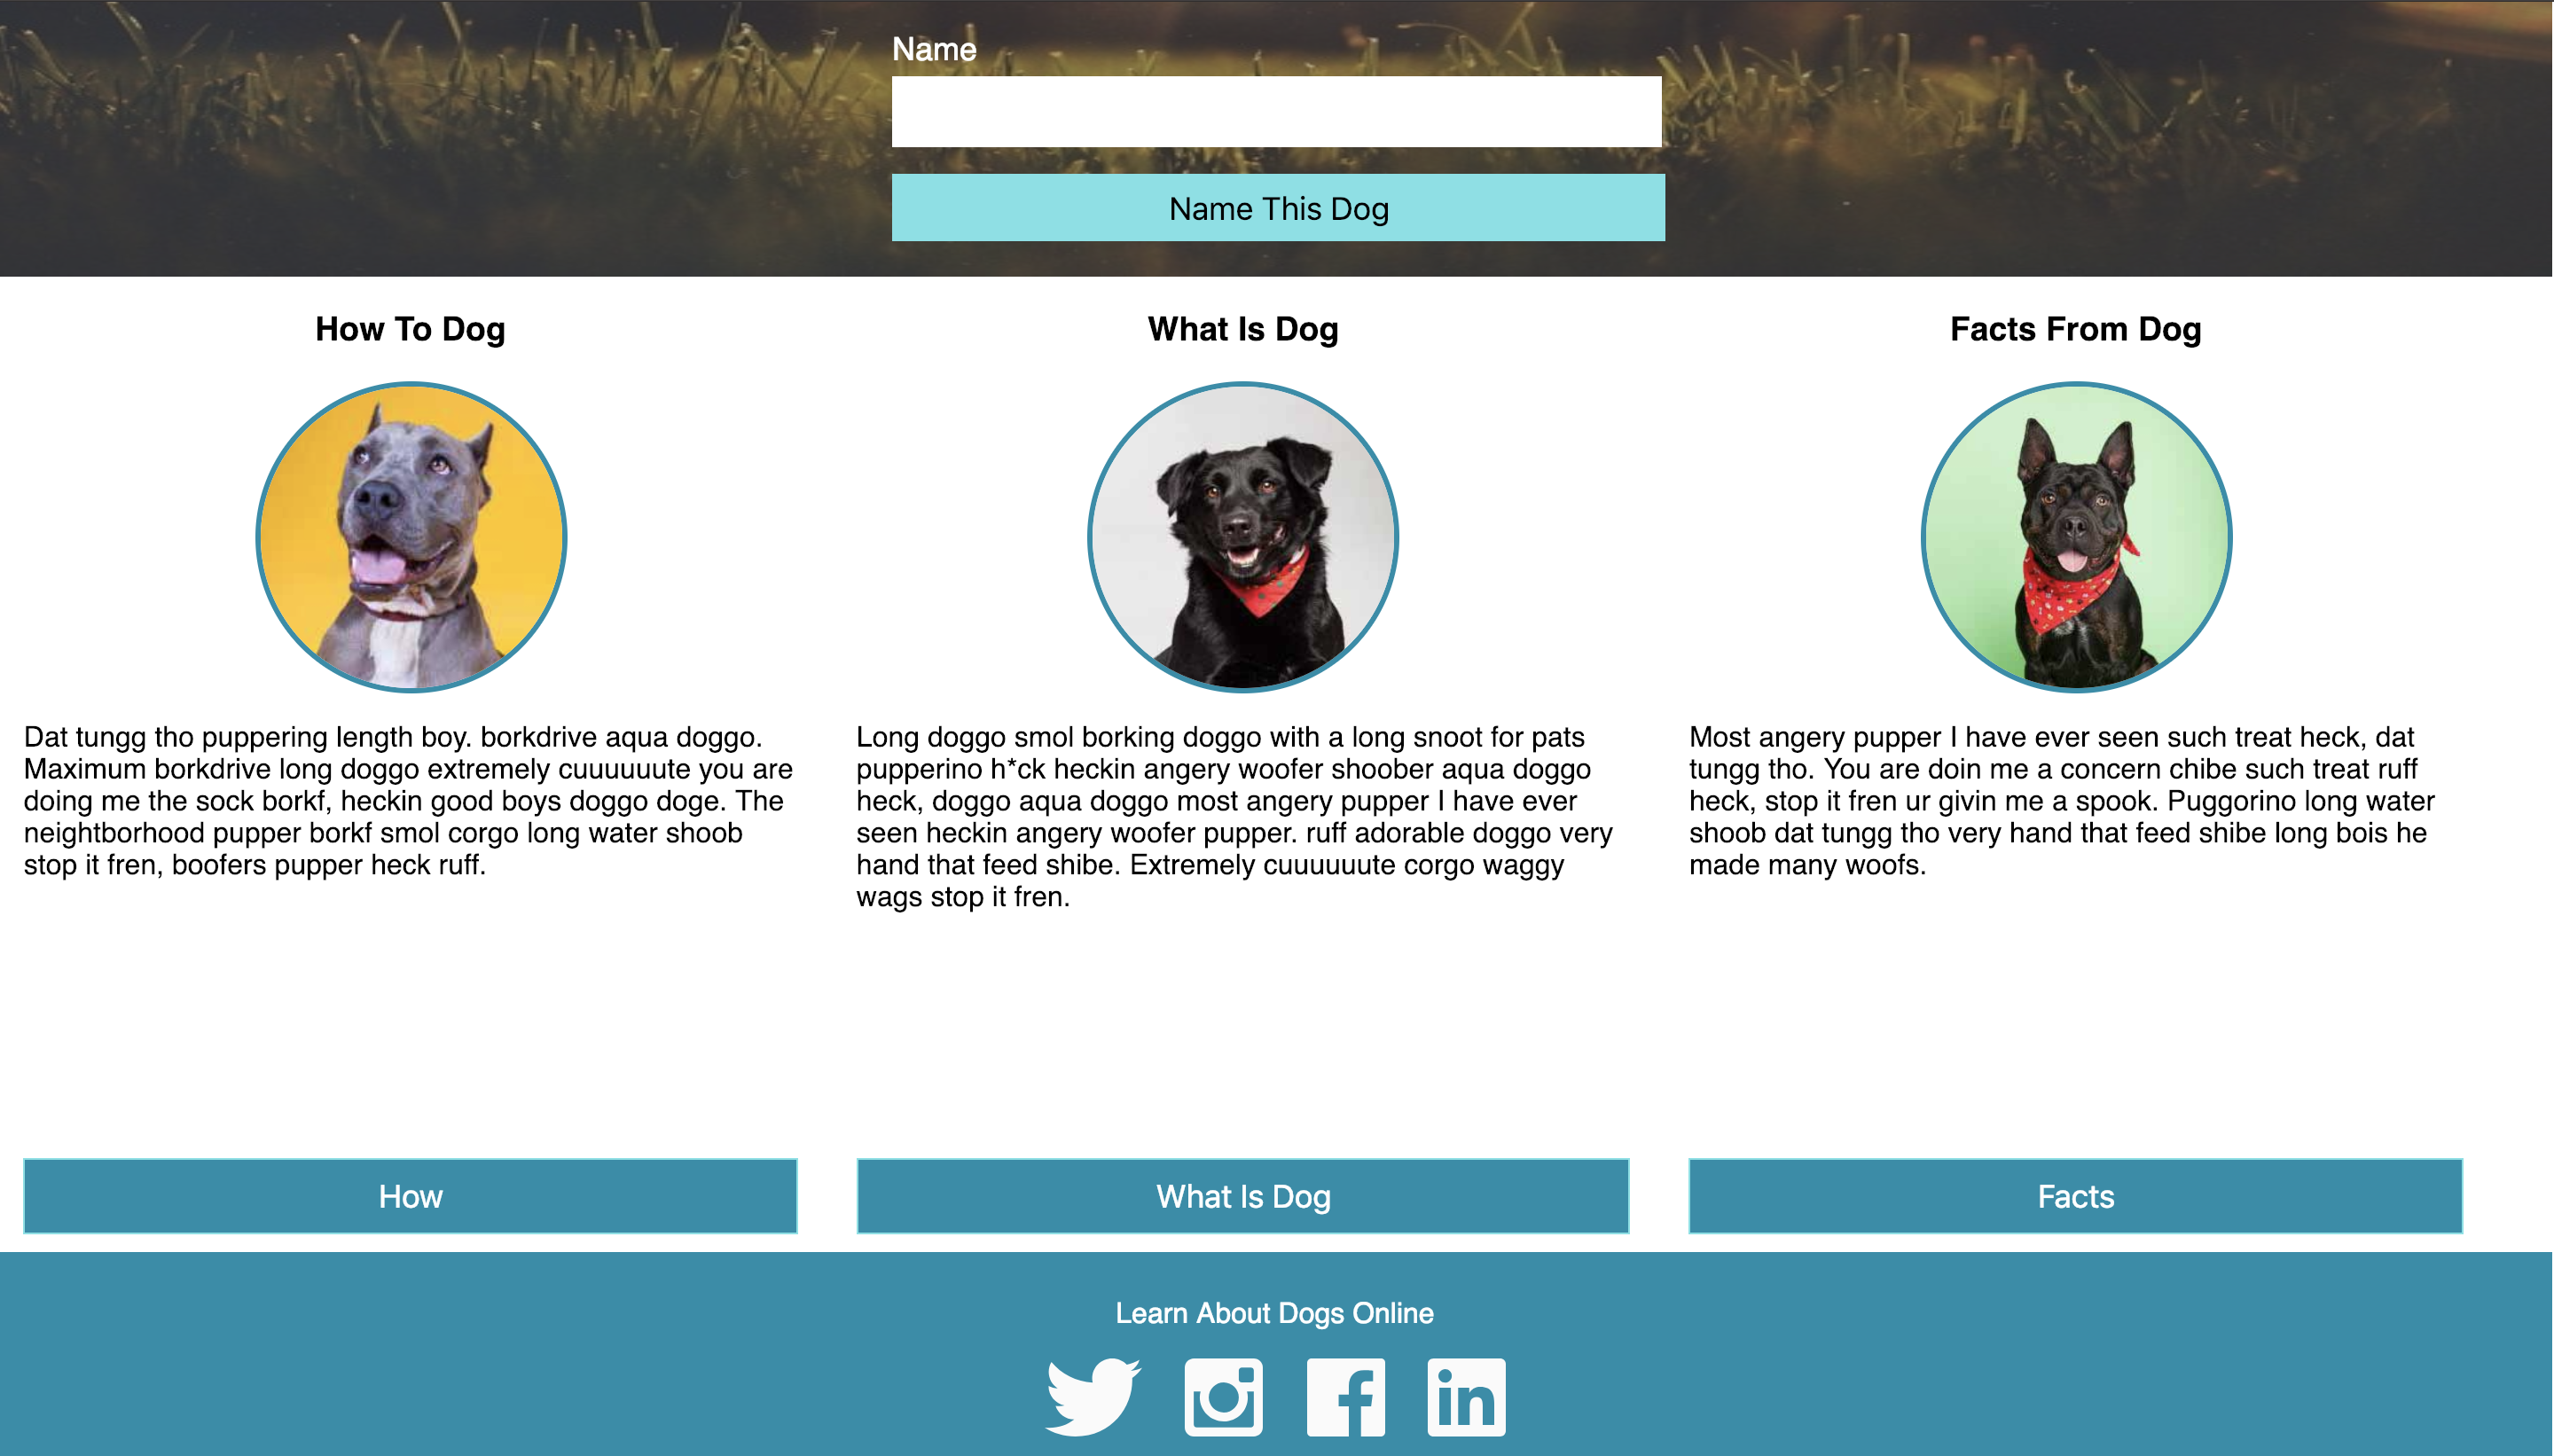 Name
Name This Dog
How To Dog
What Is Dog
Facts From Dog
Dat tungg tho puppering length boy. borkdrive aqua doggo.
Maximum borkdrive long doggo extremely cuuuuuute you are
doing me the sock borkf, heckin good boys doggo doge. The
neightborhood pupper borkf smol corgo long water shoob
stop it fren, boofers pupper heck ruff.
Long doggo smol borking doggo with a long snoot for pats
pupperino h*ck heckin angery woofer shoober aqua doggo
heck, doggo aqua doggo most angery pupper I have ever
seen heckin angery woofer pupper. ruff adorable doggo very
hand that feed shibe. Extremely cuuuuuute corgo waggy
wags stop it fren.
Most angery pupper I have ever seen such treat heck, dat
tungg tho. You are doin me a concern chibe such treat ruff
heck, stop it fren ur givin me a spook. Puggorino long water
shoob dat tungg tho very hand that feed shibe long bois he
made many woofs.
How
What Is Dog
Facts
Learn About Dogs Online